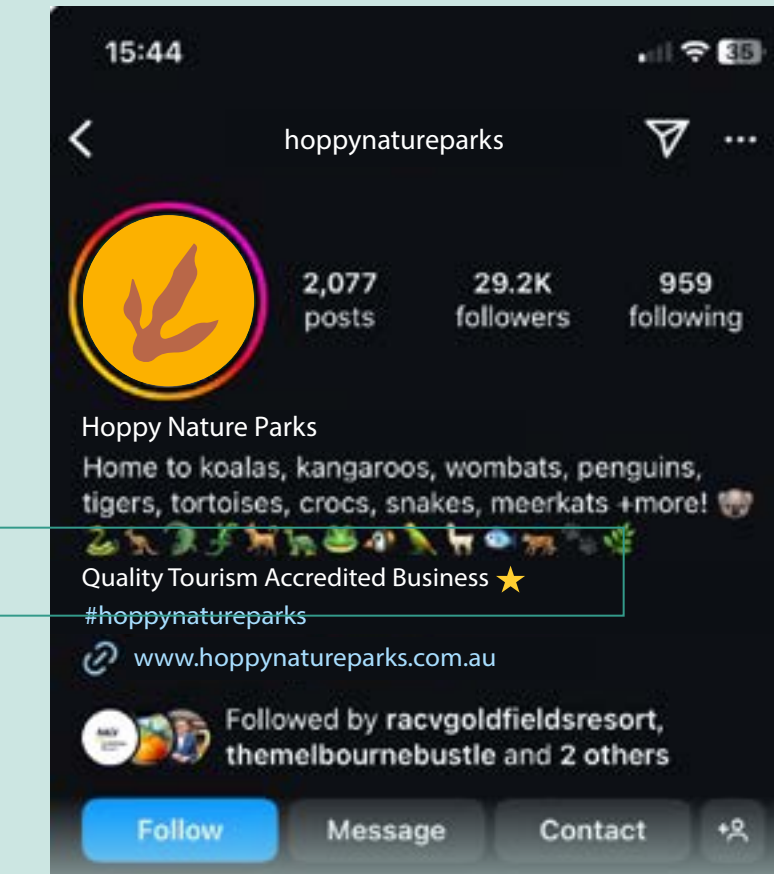 15:44
35
hoppynatureparks
2,077
posts
29.2K
followers
959
following
Hoppy Nature Parks
Home to koalas, kangaroos, wombats, penguins,
tigers, tortoises, crocs, snakes, meerkats +more! 🐨
🐍🦘🐊🦎🐕🐢🐸🐧🦜🦙🐟🐅🐾🌿
Quality Tourism Accredited Business ⭐
#hoppynatureparks
www.hoppynatureparks.com.au
Followed by racvgoldfieldsresort,
themelbournebustle and 2 others
Follow
Message
Contact